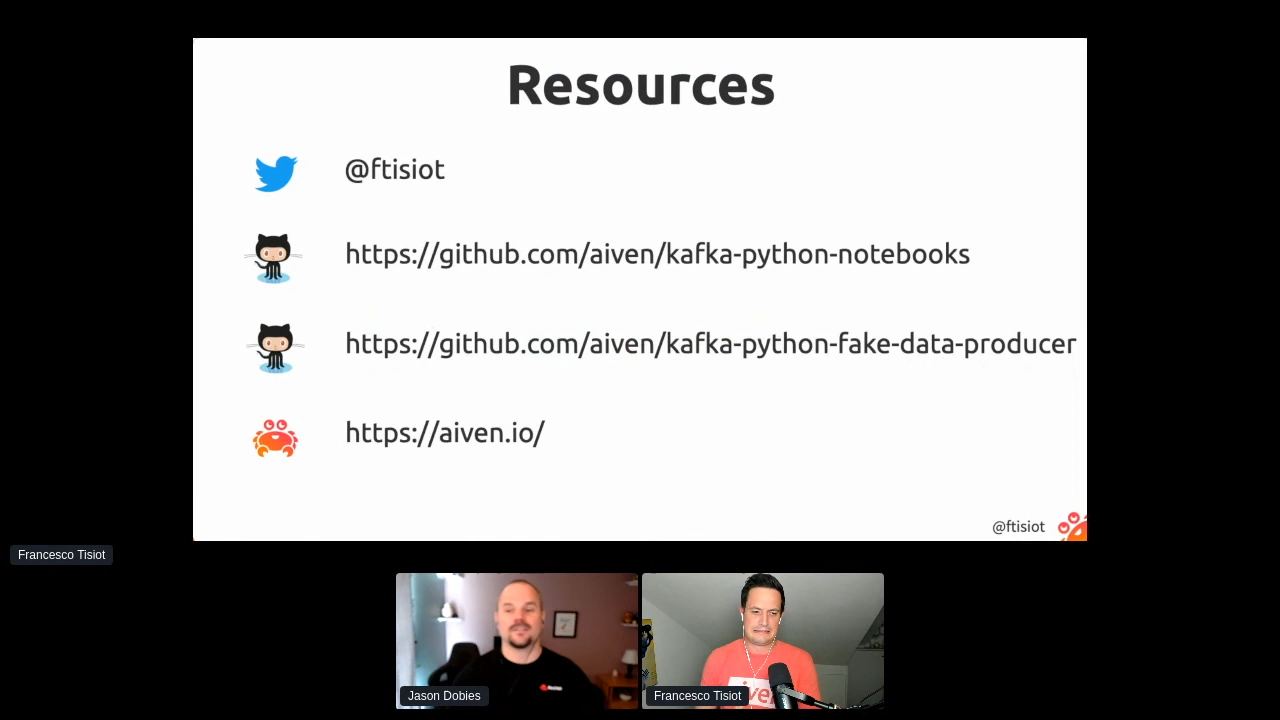 Resources
@ftisiot
https://github.com/aiven/kafka-python-notebooks
https://github.com/aiven/kafka-python-fake-data-producer
https://aiven.io/
@ftisiot
Francesco Tisiot
Jason Dobies
Francesco Tisiot